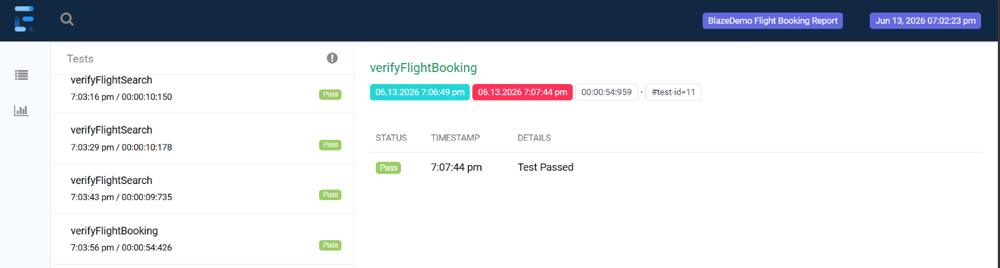 BlazeDemo Flight Booking Report
Jun 13, 2026 07:02:23 pm
Tests
verifyFlightSearch
7:03:16 pm / 00:00:10:150
Pass
verifyFlightSearch
7:03:29 pm / 00:00:10:178
Pass
verifyFlightSearch
7:03:43 pm / 00:00:09:735
Pass
verifyFlightBooking
7:03:56 pm / 00:00:54:426
Pass
verifyFlightBooking
06.13.2026 7:06:49 pm 06.13.2026 7:07:44 pm 00:00:54:959 · #test-id=11
STATUS TIMESTAMP DETAILS
Pass 7:07:44 pm Test Passed